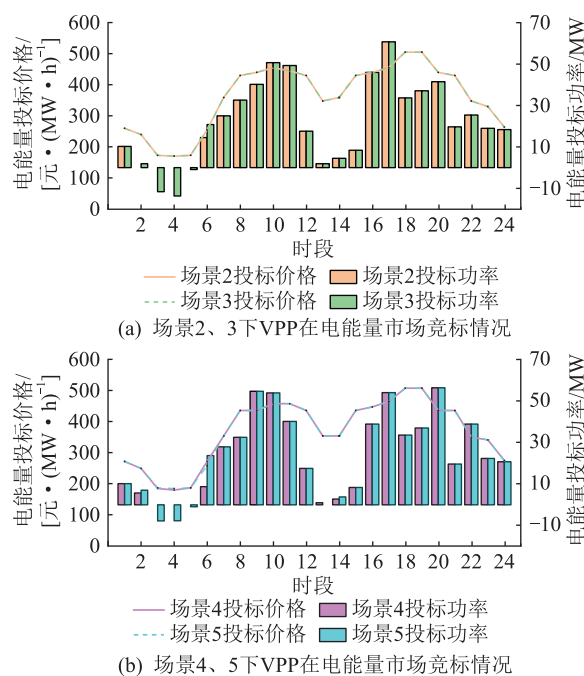 电能量投标价格/
[元·(MW·h)⁻¹]
600
500
400
300
200
100
0
70
50
30
10
−10
电能量投标功率/MW
2 4 6 8 10 12 14 16 18 20 22 24
时段
场景2投标价格 场景2投标功率
场景3投标价格 场景3投标功率
(a) 场景2、3下VPP在电能量市场竞标情况
电能量投标价格/
[元·(MW·h)⁻¹]
600
500
400
300
200
100
0
70
50
30
10
−10
电能量投标功率/MW
2 4 6 8 10 12 14 16 18 20 22 24
时段
场景4投标价格 场景4投标功率
场景5投标价格 场景5投标功率
(b) 场景4、5下VPP在电能量市场竞标情况